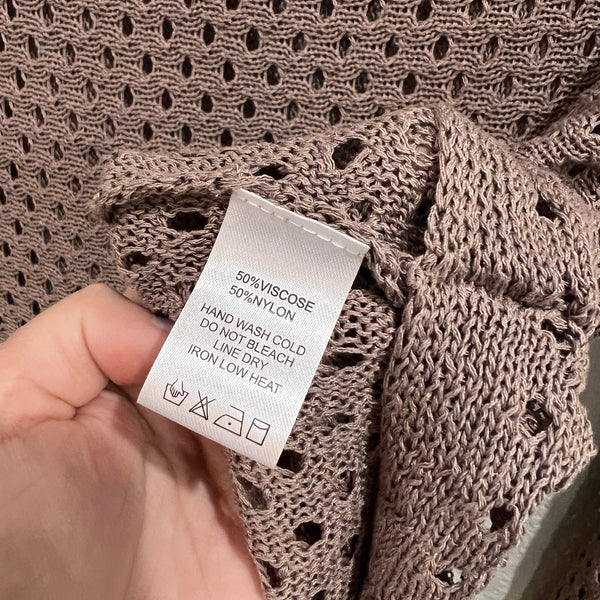 50%VISCOSE
50%NYLON
HAND WASH COLD
DO NOT BLEACH
LINE DRY
IRON LOW HEAT